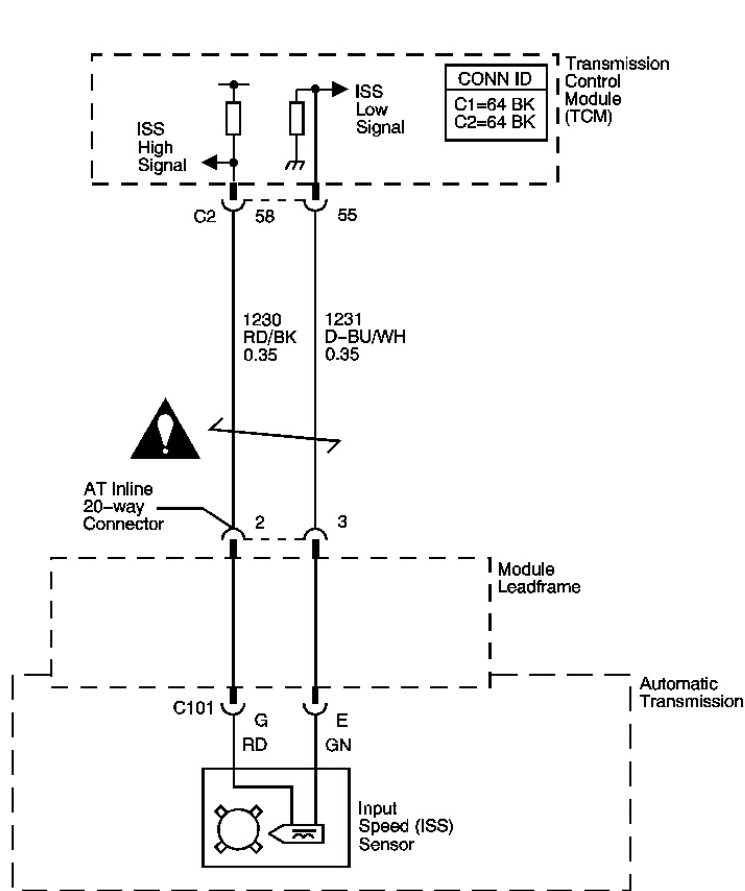 Transmission
Control
Module
(TCM)
CONN ID
C1=64 BK
C2=64 BK
ISS
Low
Signal
ISS
High
Signal
C2
58
55
1230
RD/BK
0.35
1231
D-BU/WH
0.35
AT Inline
20-way
Connector
2
3
Module
Leadframe
Automatic
Transmission
C101
G
E
RD
GN
Input
Speed (ISS)
Sensor